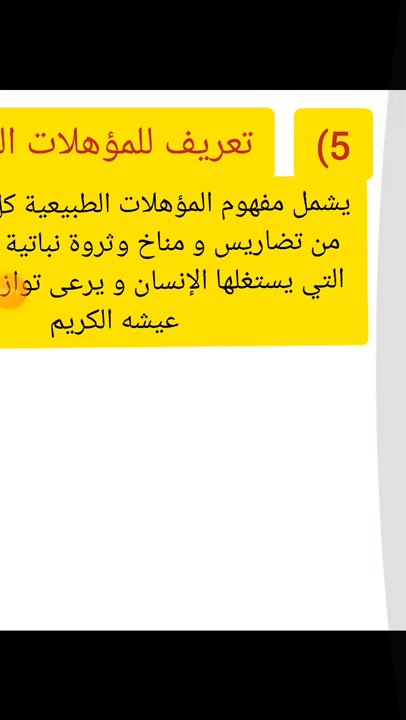 5) تعريف للمؤهلات
يشمل مفهوم المؤهلات الطبيعية
من تضاريس و مناخ وثروة نباتية
التي يستغلها الإنسان و يرعى
عيشه الكريم